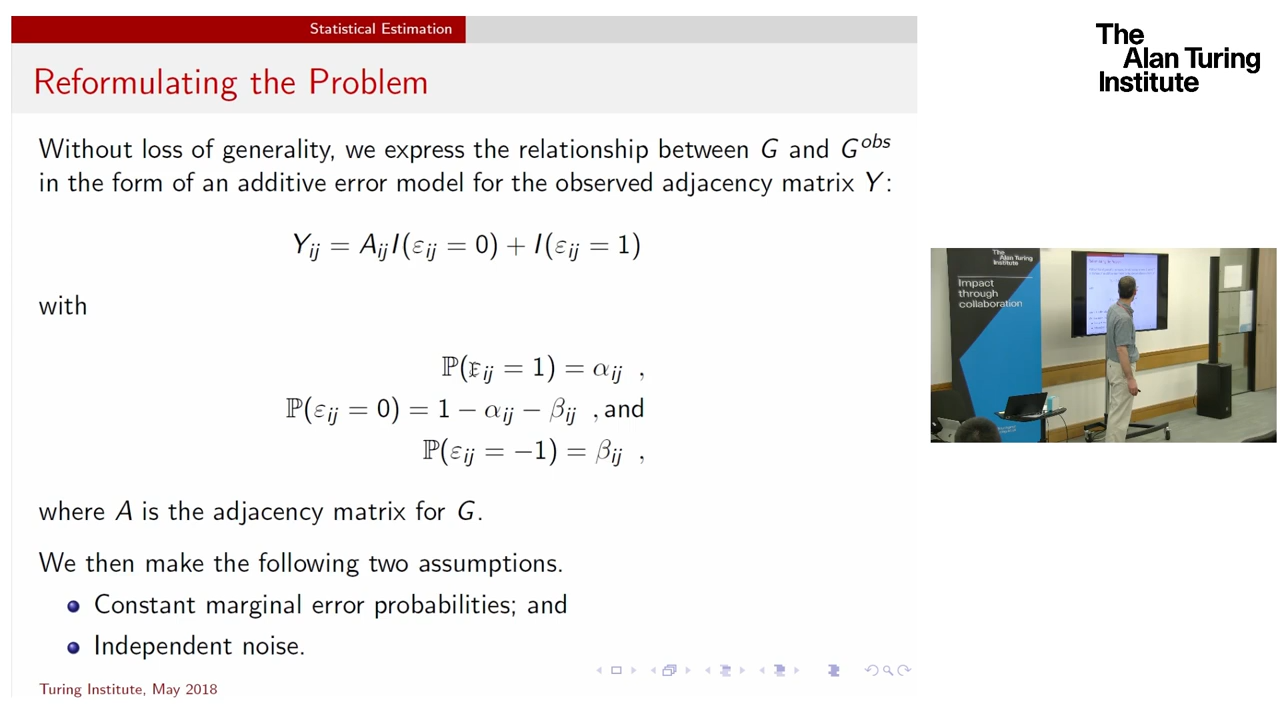 Statistical Estimation
The
Alan Turing
Institute
Reformulating the Problem
Without loss of generality, we express the relationship between G and G^obs
in the form of an additive error model for the observed adjacency matrix Y:
Y_ij = A_ij I(ε_ij = 0) + I(ε_ij = 1)
with
ℙ(ε_ij = 1) = α_ij ,
ℙ(ε_ij = 0) = 1 − α_ij − β_ij , and
ℙ(ε_ij = −1) = β_ij ,
where A is the adjacency matrix for G.
We then make the following two assumptions.
Constant marginal error probabilities; and
Independent noise.
Turing Institute, May 2018
The
Alan Turing
Institute
Impact
through
collaboration